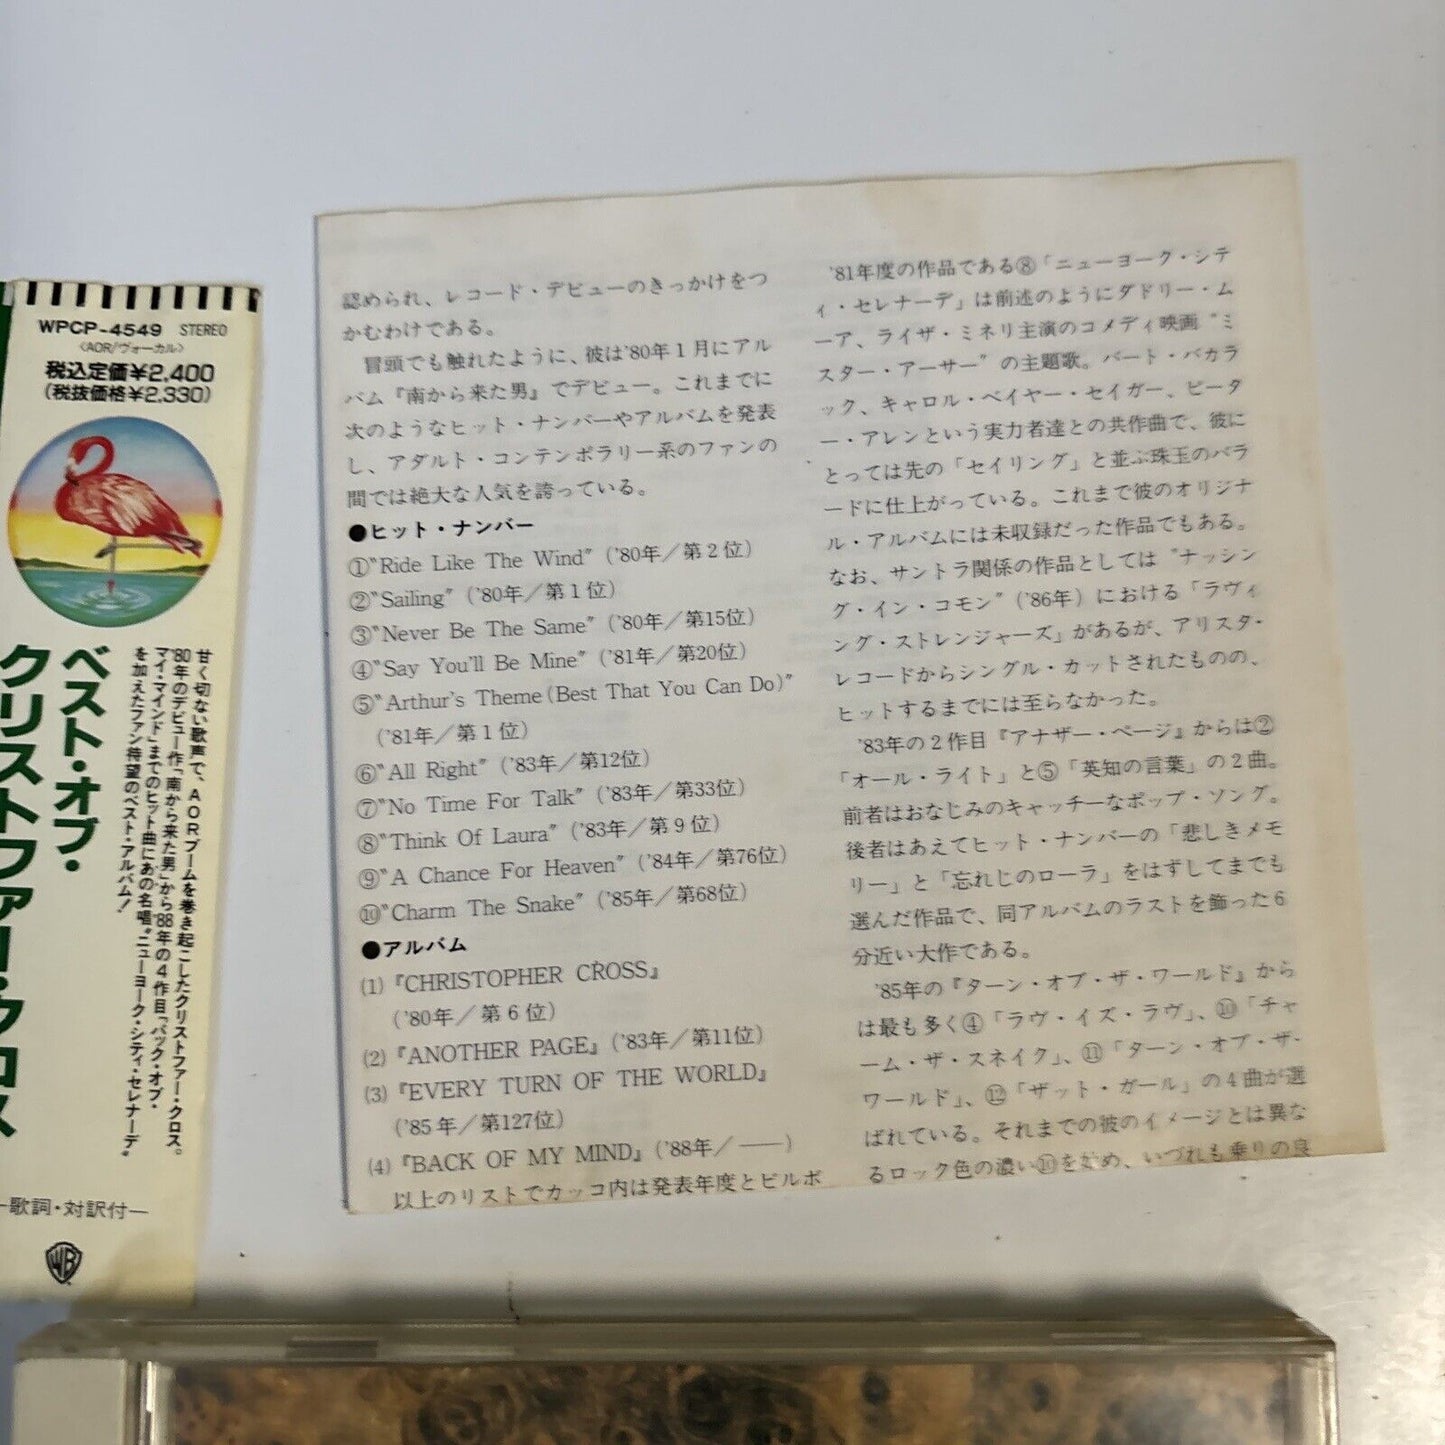 WPCP-4549 STEREO
〈AOR/ヴォーカル〉
税込定価¥2,400
(税抜価格¥2,330)
甘く切ない歌声で、AORブームを巻き起こしたクリストファー・クロス。
'80年のデビュー作「南から来た男」から'88年の4作目「バック・オブ・
マイ・マインド」までのヒット曲にあの名唱〝ニューヨーク・シティ・セレナーデ〟
を加えたファン待望のベスト・アルバム!
ベスト・オブ・
クリストファー・クロス
—歌詞・対訳付—
WB
認められ、レコード・デビューのきっかけをつ
かむわけである。
冒頭でも触れたように、彼は'80年1月にアル
バム『南から来た男』でデビュー。これまでに
次のようなヒット・ナンバーやアルバムを発表
し、アダルト・コンテンポラリー系のファンの
間では絶大な人気を誇っている。
●ヒット・ナンバー
①"Ride Like The Wind" ('80年/第2位)
②"Sailing" ('80年/第1位)
③"Never Be The Same" ('80年/第15位)
④"Say You'll Be Mine" ('81年/第20位)
⑤"Arthur's Theme(Best That You Can Do)"
('81年/第1位)
⑥"All Right" ('83年/第12位)
⑦"No Time For Talk" ('83年/第33位)
⑧"Think Of Laura" ('83年/第9位)
⑨"A Chance For Heaven" ('84年/第76位)
⑩"Charm The Snake" ('85年/第68位)
●アルバム
(1)『CHRISTOPHER CROSS』
('80年/第6位)
(2)『ANOTHER PAGE』('83年/第11位)
(3)『EVERY TURN OF THE WORLD』
('85年/第127位)
(4)『BACK OF MY MIND』('88年/——)
以上のリストでカッコ内は発表年度とビルボ
'81年度の作品である⑧「ニューヨーク・シテ
ィ・セレナーデ」は前述のようにダドリー・ム
ーア、ライザ・ミネリ主演のコメディ映画〝ミ
スター・アーサー〟の主題歌。バート・バカラ
ック、キャロル・ベイヤー・セイガー、ピータ
ー・アレンという実力者達との共作曲で、彼に
とっては先の「セイリング」と並ぶ珠玉のバラ
ードに仕上がっている。これまで彼のオリジナ
ル・アルバムには未収録だった作品でもある。
なお、サントラ関係の作品としては〝ナッシン
グ・イン・コモン〟('86年)における「ラヴィ
ング・ストレンジャーズ」があるが、アリスタ・
レコードからシングル・カットされたものの、
ヒットするまでには至らなかった。
'83年の2作目『アナザー・ページ』からは②
「オール・ライト」と⑤「英知の言葉」の2曲。
前者はおなじみのキャッチーなポップ・ソング。
後者はあえてヒット・ナンバーの「悲しきメモ
リー」と「忘れじのローラ」をはずしてまでも
選んだ作品で、同アルバムのラストを飾った6
分近い大作である。
'85年の『ターン・オブ・ザ・ワールド』から
は最も多く④「ラヴ・イズ・ラヴ」、⑩「チャ
ーム・ザ・スネイク」、⑪「ターン・オブ・ザ・
ワールド」、⑫「ザット・ガール」の4曲が選
ばれている。それまでの彼のイメージとは異な
るロック色の濃い⑩を始め、いづれも乗りの良